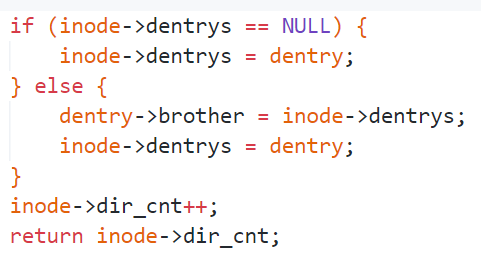 if (inode->dentrys == NULL) {
    inode->dentrys = dentry;
} else {
    dentry->brother = inode->dentrys;
    inode->dentrys = dentry;
}
inode->dir_cnt++;
return inode->dir_cnt;